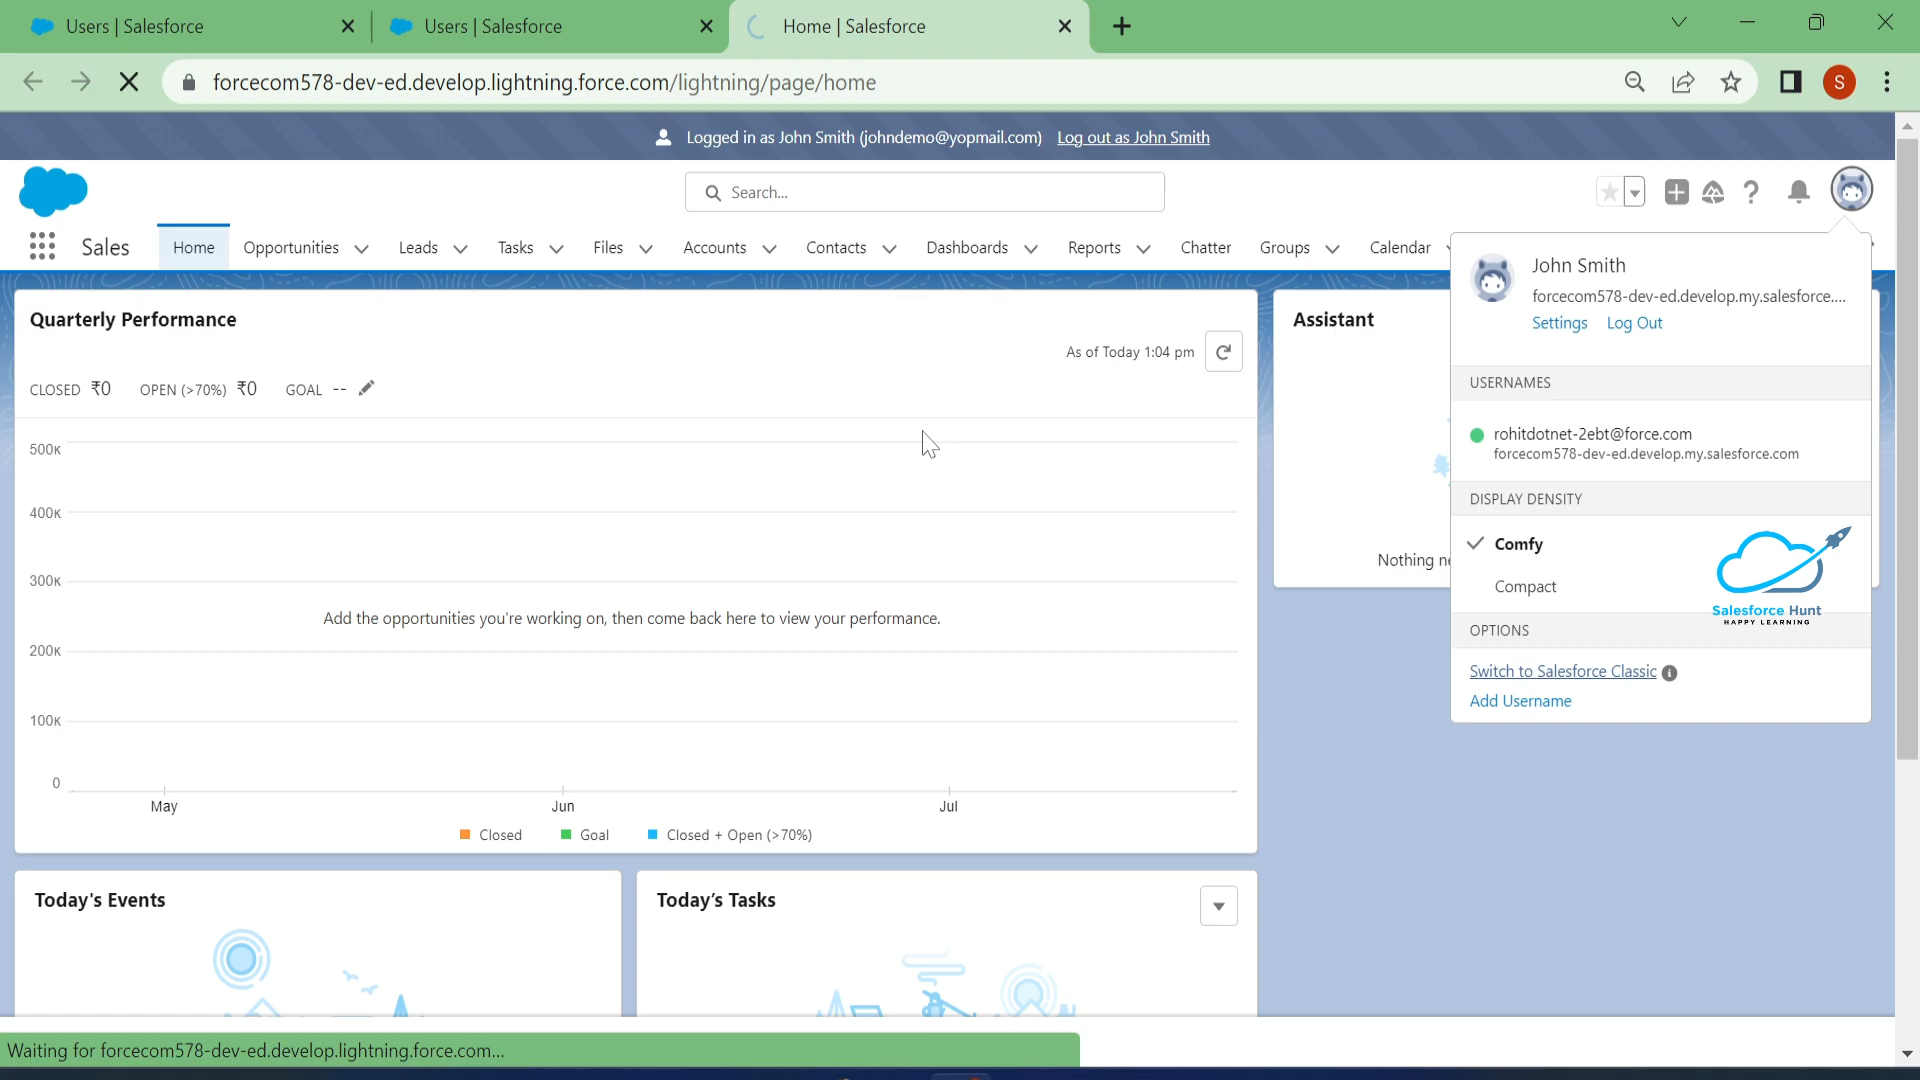 Users | Salesforce
Users | Salesforce
Home | Salesforce
forcecom578-dev-ed.develop.lightning.force.com/lightning/page/home
S
Logged in as John Smith (johndemo@yopmail.com) Log out as John Smith
Search...
Sales
Home
Opportunities
Leads
Tasks
Files
Accounts
Contacts
Dashboards
Reports
Chatter
Groups
Calendar
Quarterly Performance
As of Today 1:04 pm
CLOSED ₹0 OPEN (>70%) ₹0 GOAL --
500K
400K
300K
200K
100K
0
Add the opportunities you're working on, then come back here to view your performance.
May
Jun
Jul
Closed
Goal
Closed + Open (>70%)
Assistant
Nothing ne
John Smith
forcecom578-dev-ed.develop.my.salesforce....
Settings Log Out
USERNAMES
rohitdotnet-2ebt@force.com
forcecom578-dev-ed.develop.my.salesforce.com
DISPLAY DENSITY
Comfy
Compact
Salesforce Hunt
HAPPY LEARNING
OPTIONS
Switch to Salesforce Classic
Add Username
Today's Events
Today's Tasks
Waiting for forcecom578-dev-ed.develop.lightning.force.com...